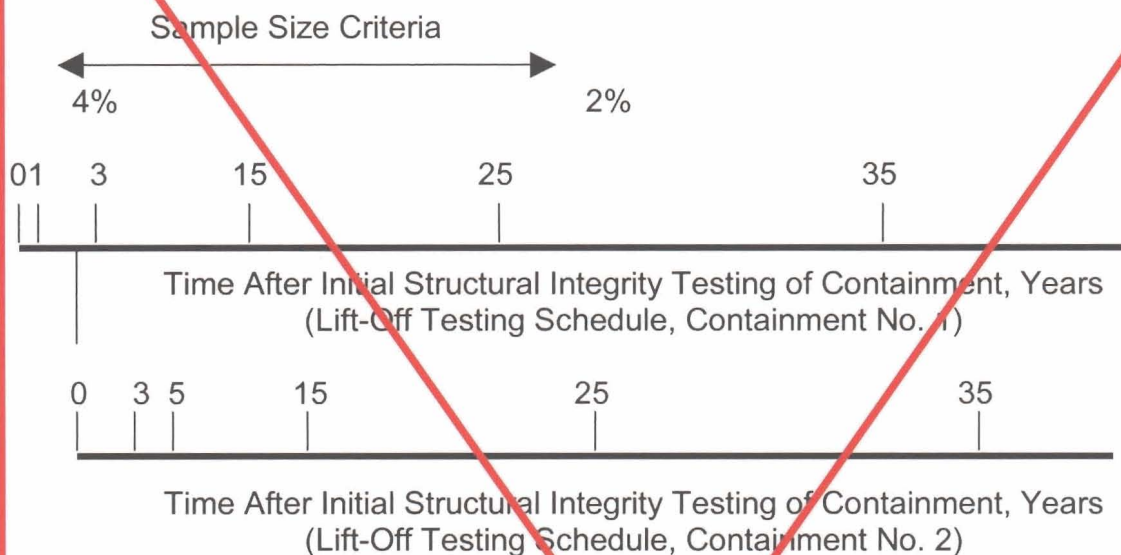 Sample Size Criteria
4% 2%
01 3 15 25 35
Time After Initial Structural Integrity Testing of Containment, Years
(Lift-Off Testing Schedule, Containment No. 1)
0 3 5 15 25 35
Time After Initial Structural Integrity Testing of Containment, Years
(Lift-Off Testing Schedule, Containment No. 2)